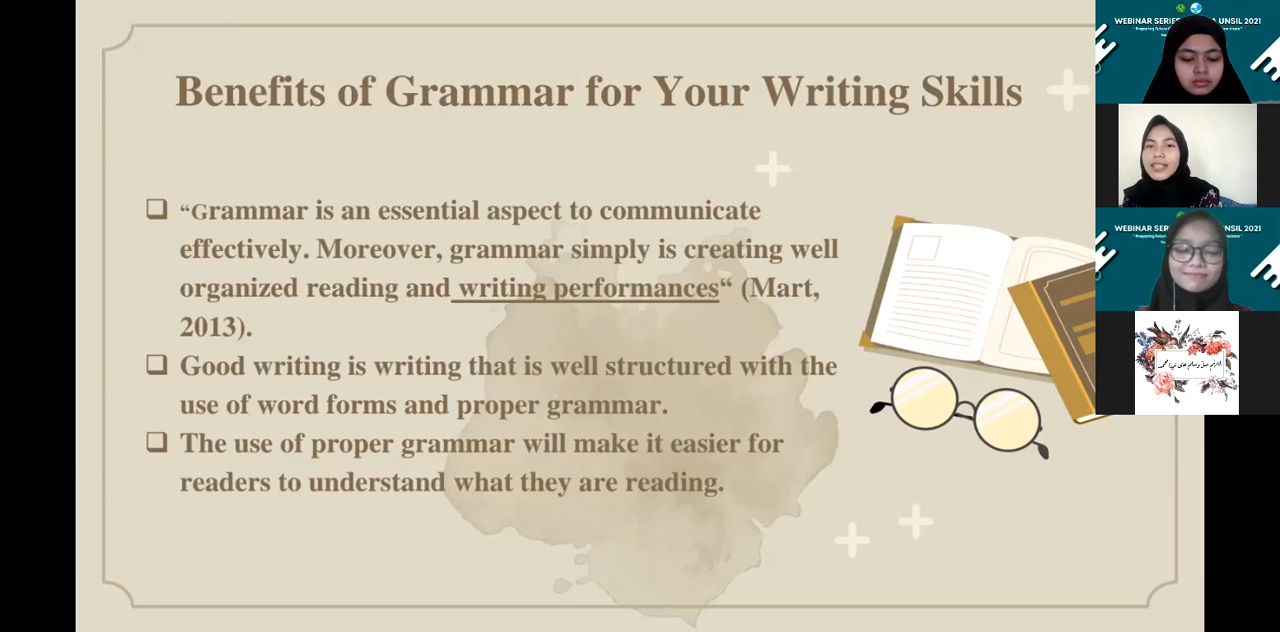 Benefits of Grammar for Your Writing Skills
“Grammar is an essential aspect to communicate
effectively. Moreover, grammar simply is creating well
organized reading and writing performances“ (Mart,
2013).
Good writing is writing that is well structured with the
use of word forms and proper grammar.
The use of proper grammar will make it easier for
readers to understand what they are reading.
WEBINAR SERIES UNSIL 2021
WEBINAR SERIES UNSIL 2021